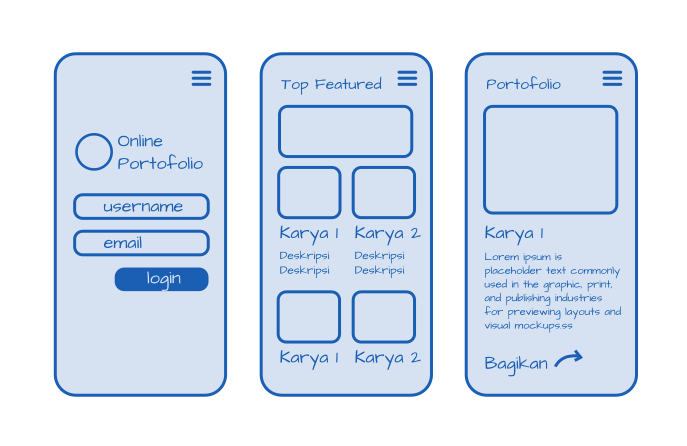 Online
Portofolio
username
email
login
Top Featured
Karya 1
Karya 2
Deskripsi
Deskripsi
Deskripsi
Deskripsi
Karya 1
Karya 2
Portofolio
Karya 1
Lorem ipsum is
placeholder text commonly
used in the graphic, print,
and publishing industries
for previewing layouts and
visual mockups.ss
Bagikan